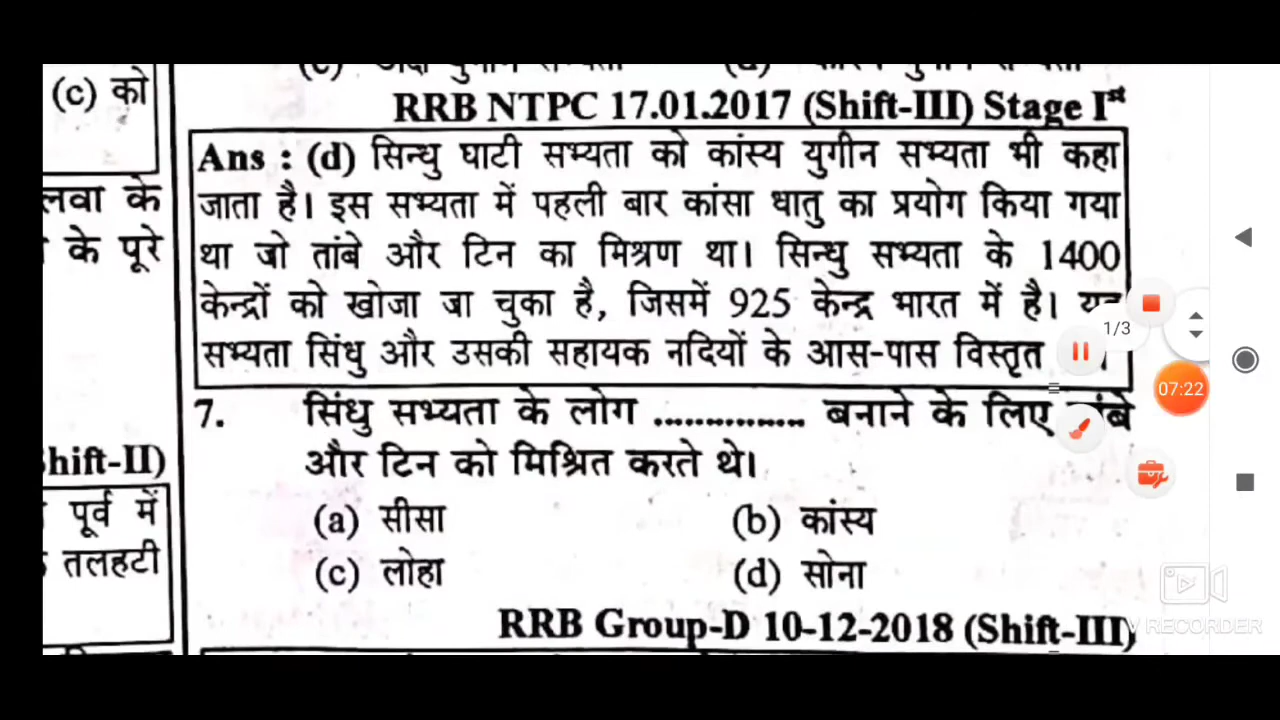 (c) को
लवा के
के पूरे
hift-II)
पूर्व में
तलहटी
RRB NTPC 17.01.2017 (Shift-III) Stage Ist
Ans : (d) सिन्धु घाटी सभ्यता को कांस्य युगीन सभ्यता भी कहा
जाता है। इस सभ्यता में पहली बार कांसा धातु का प्रयोग किया गया
था जो तांबे और टिन का मिश्रण था। सिन्धु सभ्यता के 1400
केन्द्रों को खोजा जा चुका है, जिसमें 925 केन्द्र भारत में है।
सभ्यता सिंधु और उसकी सहायक नदियों के आस-पास विस्तृत
7. सिंधु सभ्यता के लोग ............... बनाने के लिए
और टिन को मिश्रित करते थे।
(a) सीसा (b) कांस्य
(c) लोहा (d) सोना
RRB Group-D 10-12-2018 (Shift-III)
1/3
07:22
V RECORDER